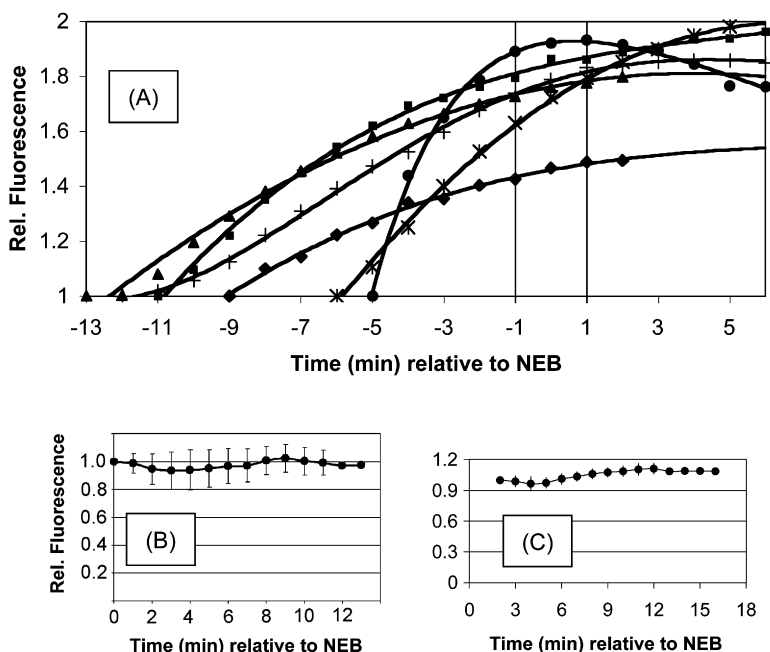 2
1.8
1.6
1.4
1.2
1
Rel. Fluorescence
(A)
-13 -11 -9 -7 -5 -3 -1 1 3 5
Time (min) relative to NEB
1.0
0.8
0.6
0.4
0.2
Rel. Fluorescence
(B)
0 2 4 6 8 10 12
Time (min) relative to NEB
1.2
0.9
0.6
0.3
0
(C)
0 3 6 9 12 15 18
Time (min) relative to NEB